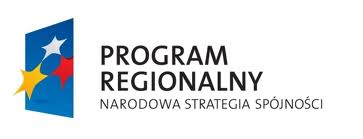 PROGRAM
REGIONALNY
NARODOWA STRATEGIA SPÓJNOŚCI